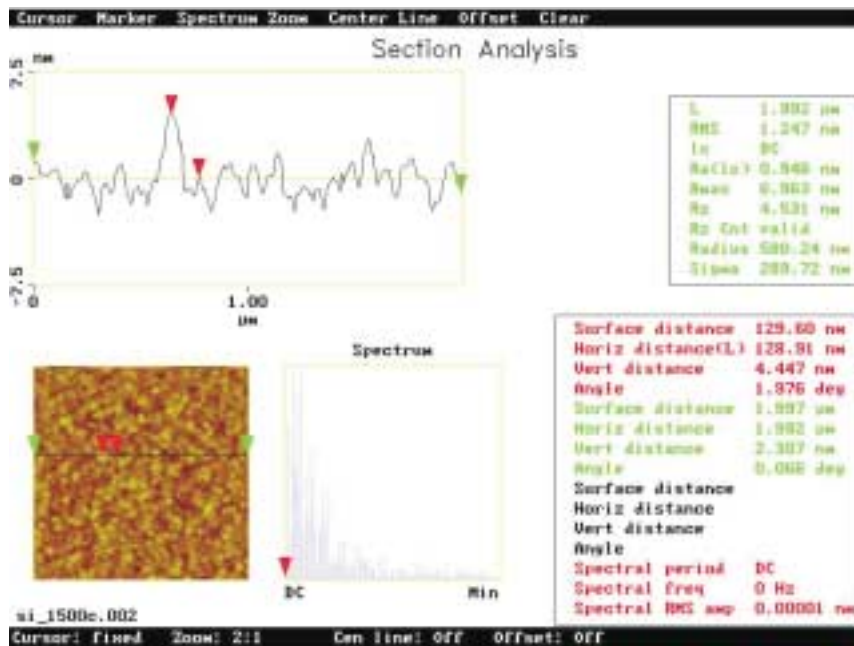 Cursor Marker Spectrum Zoom Center Line Offset Clear
Section Analysis
nm
7.5
0
-7.5
0 1.00
µm
L 1.992 µm
RMS 1.247 nm
lc DC
Ra(lc) 0.948 nm
Rmax 6.963 nm
Rz 4.531 nm
Rz Cnt valid
Radius 580.24 nm
Sigma 289.72 nm
Spectrum
DC Min
Surface distance 129.60 nm
Horiz distance(L) 128.91 nm
Vert distance 4.447 nm
Angle 1.976 deg
Surface distance 1.997 µm
Horiz distance 1.992 µm
Vert distance 2.307 nm
Angle 0.066 deg
Surface distance
Horiz distance
Vert distance
Angle
Spectral period DC
Spectral freq 0 Hz
Spectral RMS amp 0.00001 nm
si_1500c.002
Cursor: fixed Zoom: 2:1 Cen line: Off Offset: Off